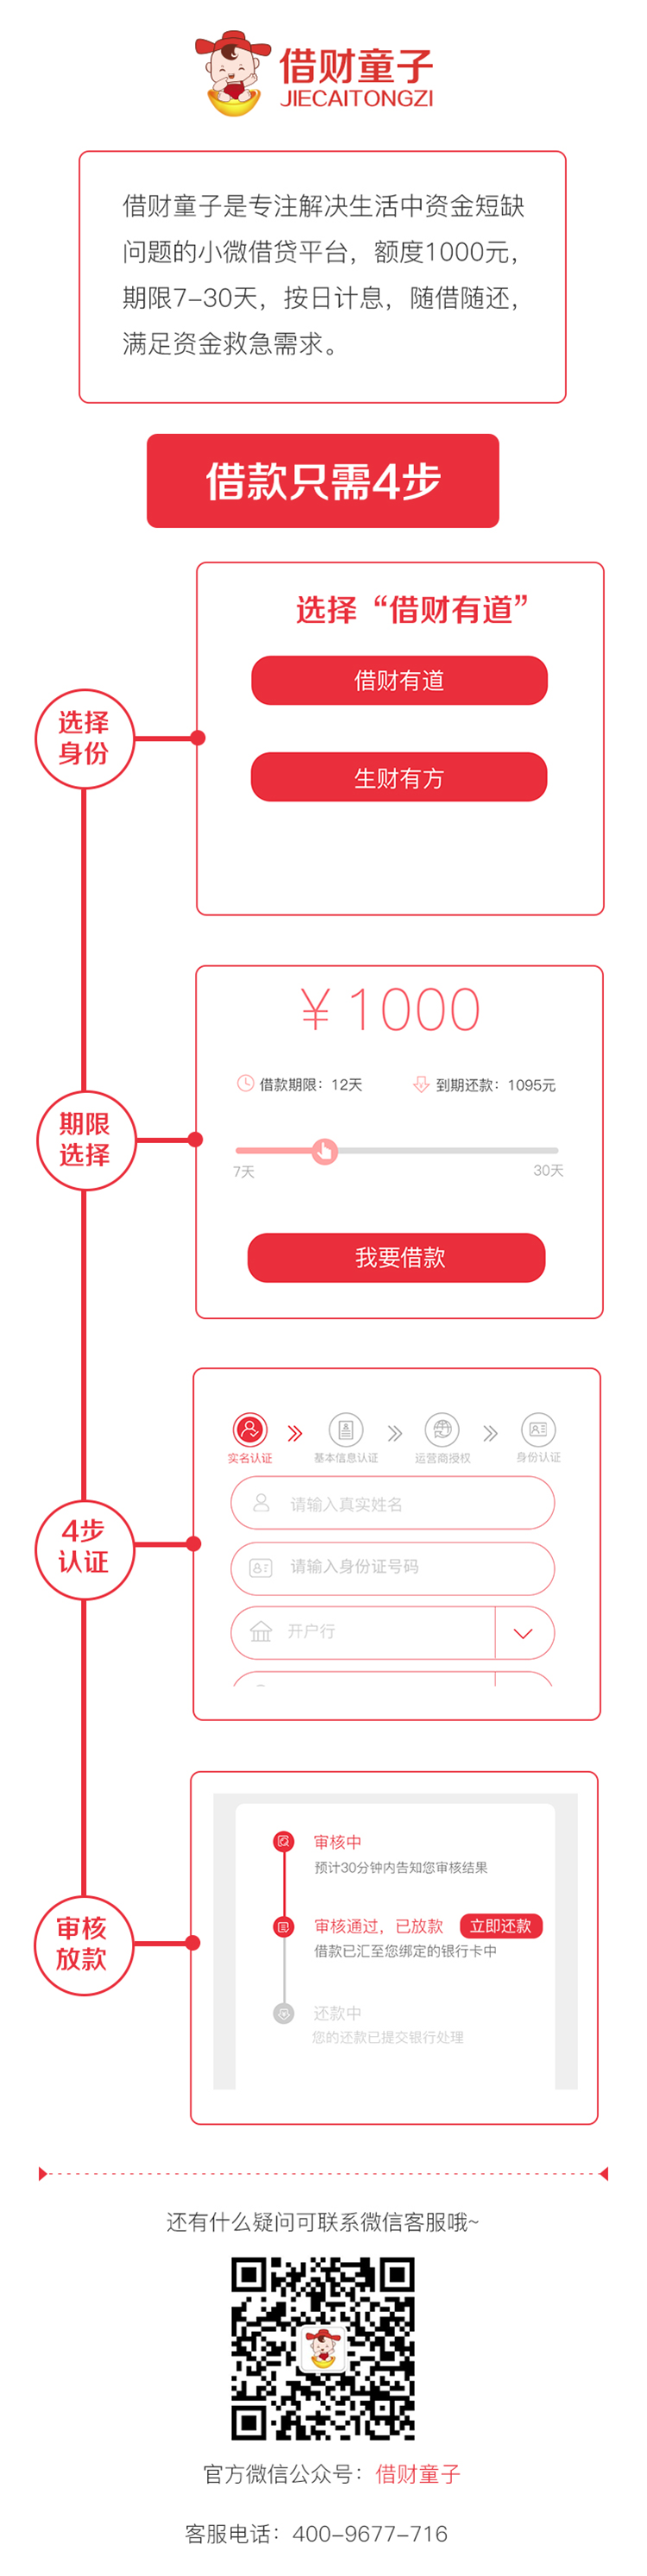 借财童子
JIECAITONGZI
借财童子是专注解决生活中资金短缺
问题的小微借贷平台，额度1000元，
期限7-30天，按日计息，随借随还，
满足资金救急需求。
借款只需4步
选择
身份
选择“借财有道”
借财有道
生财有方
期限
选择
￥1000
借款期限：12天
到期还款：1095元
7天
30天
我要借款
4步
认证
实名认证
基本信息认证
运营商授权
身份认证
请输入真实姓名
请输入身份证号码
开户行
审核
放款
审核中
预计30分钟内告知您审核结果
审核通过，已放款
立即还款
借款已汇至您绑定的银行卡中
还款中
您的还款已提交银行处理
还有什么疑问可联系微信客服哦~
官方微信公众号：借财童子
客服电话：400-9677-716